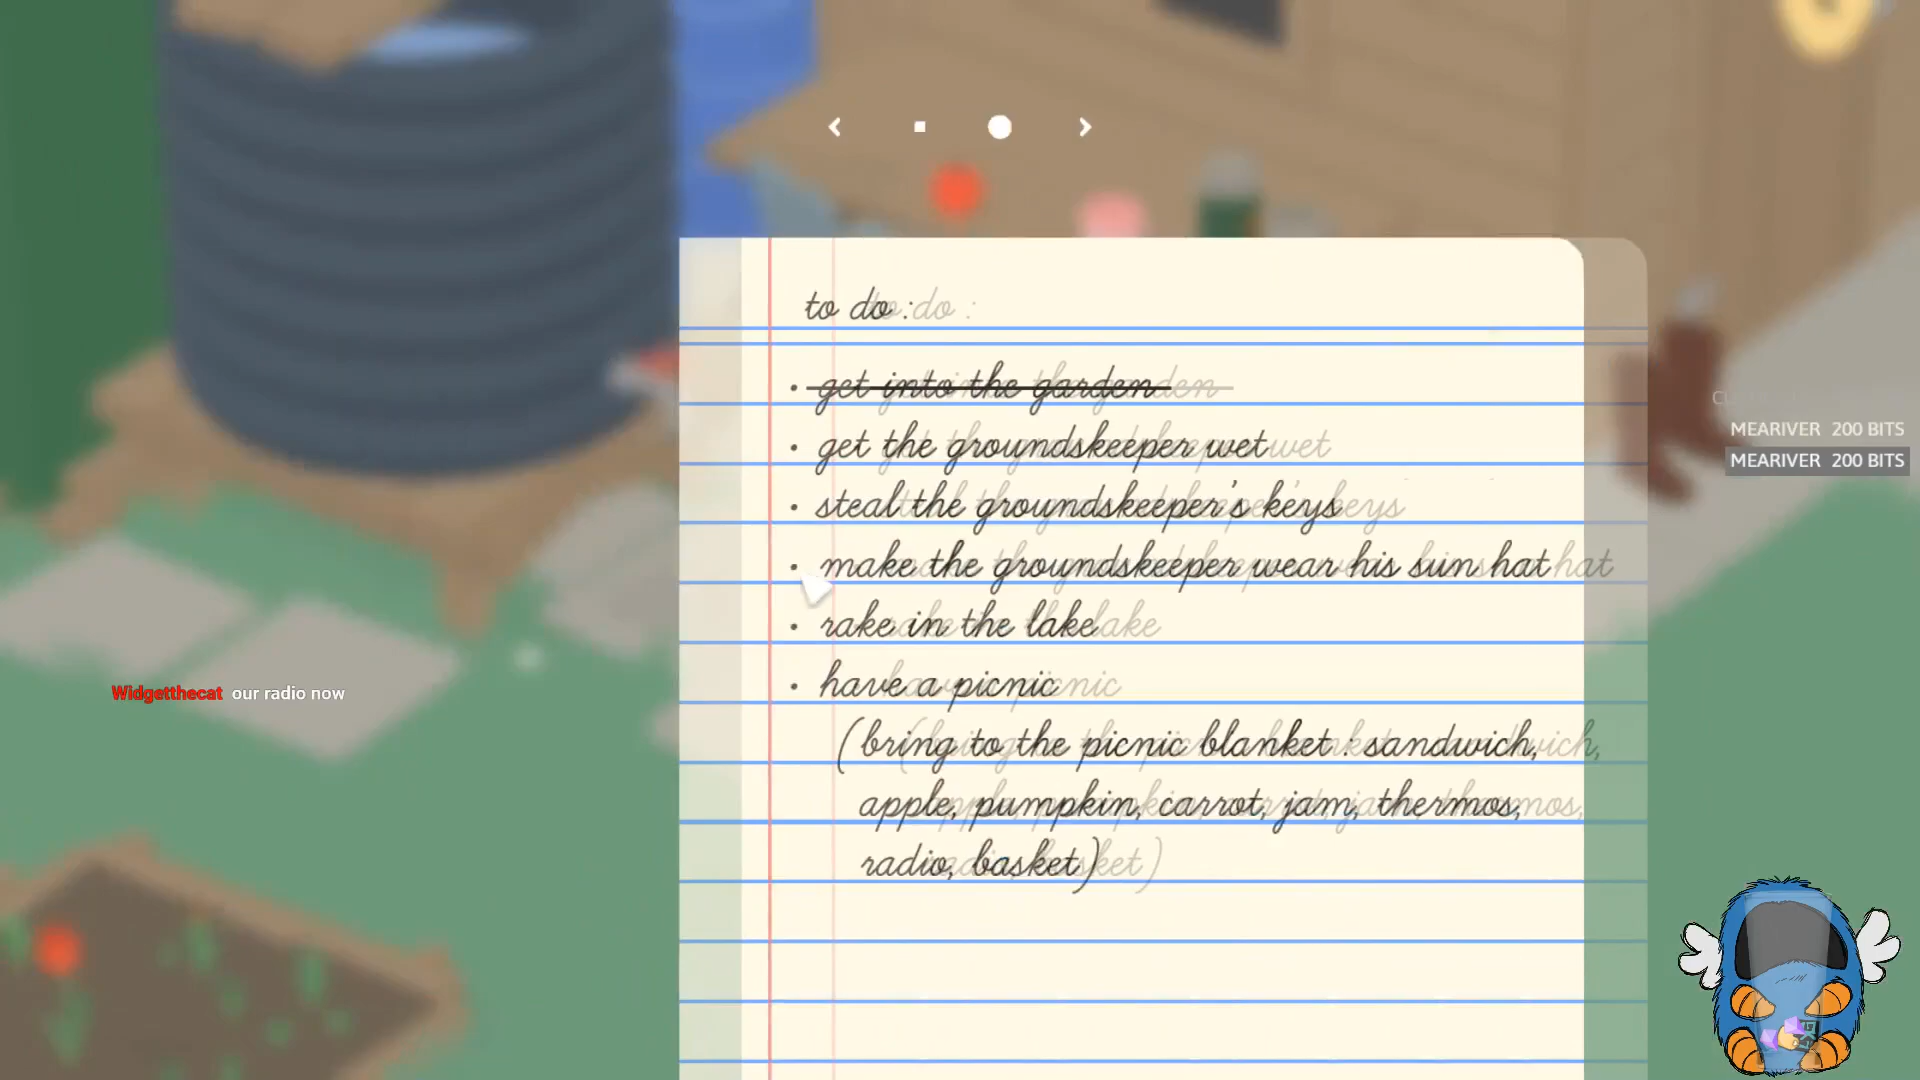 to do :
• get into the garden
• get the groundskeeper wet
• steal the groundskeeper's keys
• make the groundskeeper wear his sun hat
• rake in the lake
• have a picnic
(bring to the picnic blanket : sandwich,
apple, pumpkin, carrot, jam, thermos,
radio, basket)
MEARIVER 200 BITS
MEARIVER 200 BITS
Widgetthecat our radio now